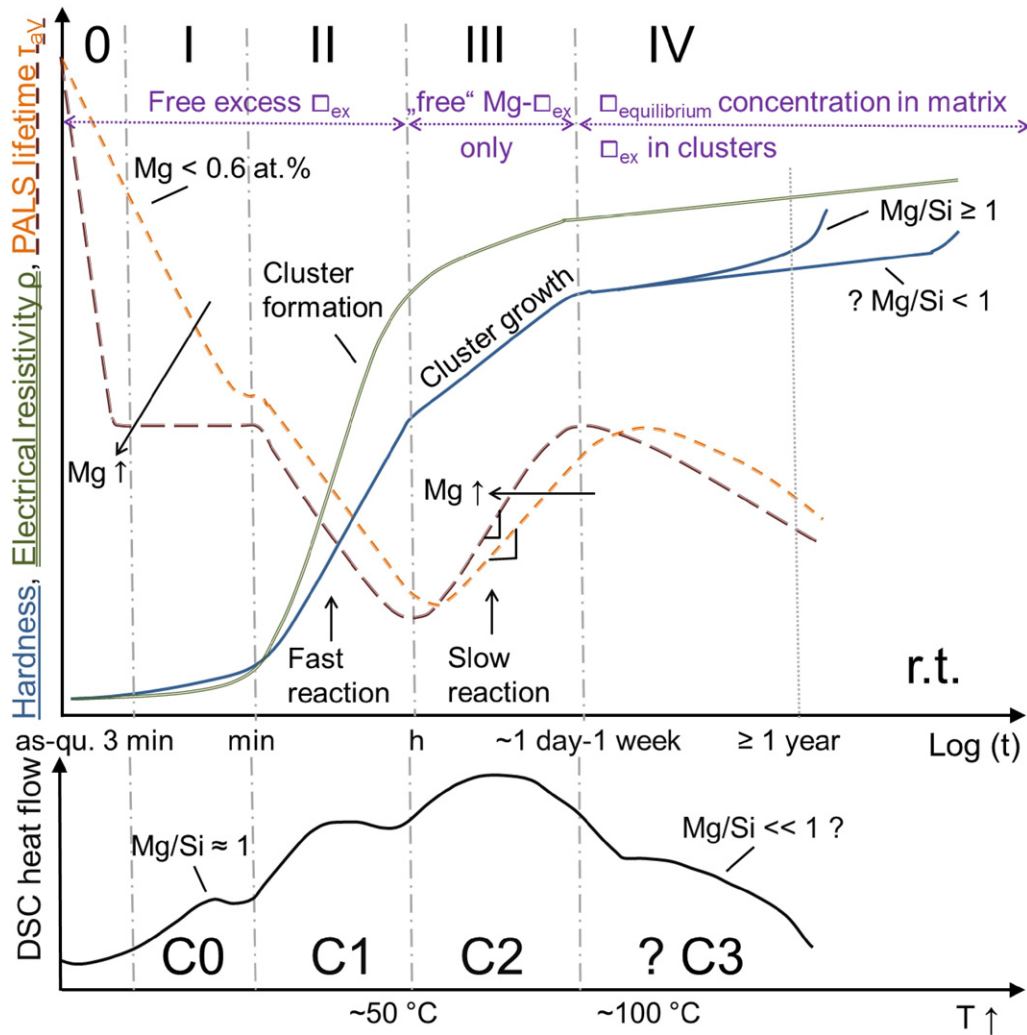 0 I II III IV
Free excess □ex
„free“ Mg-□ex
only
□equilibrium concentration in matrix
□ex in clusters
Mg < 0.6 at.%
Mg/Si ≥ 1
Cluster
formation
Cluster growth
? Mg/Si < 1
Mg ↑
Mg ↑
Fast
reaction
Slow
reaction
r.t.
Hardness, Electrical resistivity ρ, PALS lifetime τav
as-qu. 3 min min h ~1 day-1 week ≥ 1 year Log (t)
Mg/Si ≈ 1
Mg/Si << 1 ?
DSC heat flow
C0 C1 C2 ? C3
~50 °C ~100 °C T ↑